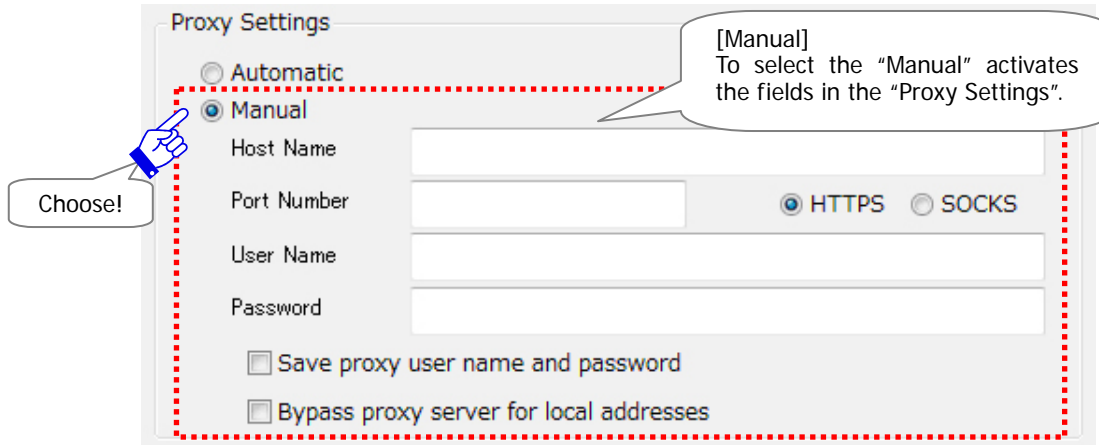 Proxy Settings
[Manual]
To select the “Manual” activates
the fields in the “Proxy Settings”.
Automatic
Manual
Host Name
Choose!
Port Number
HTTPS
SOCKS
User Name
Password
Save proxy user name and password
Bypass proxy server for local addresses